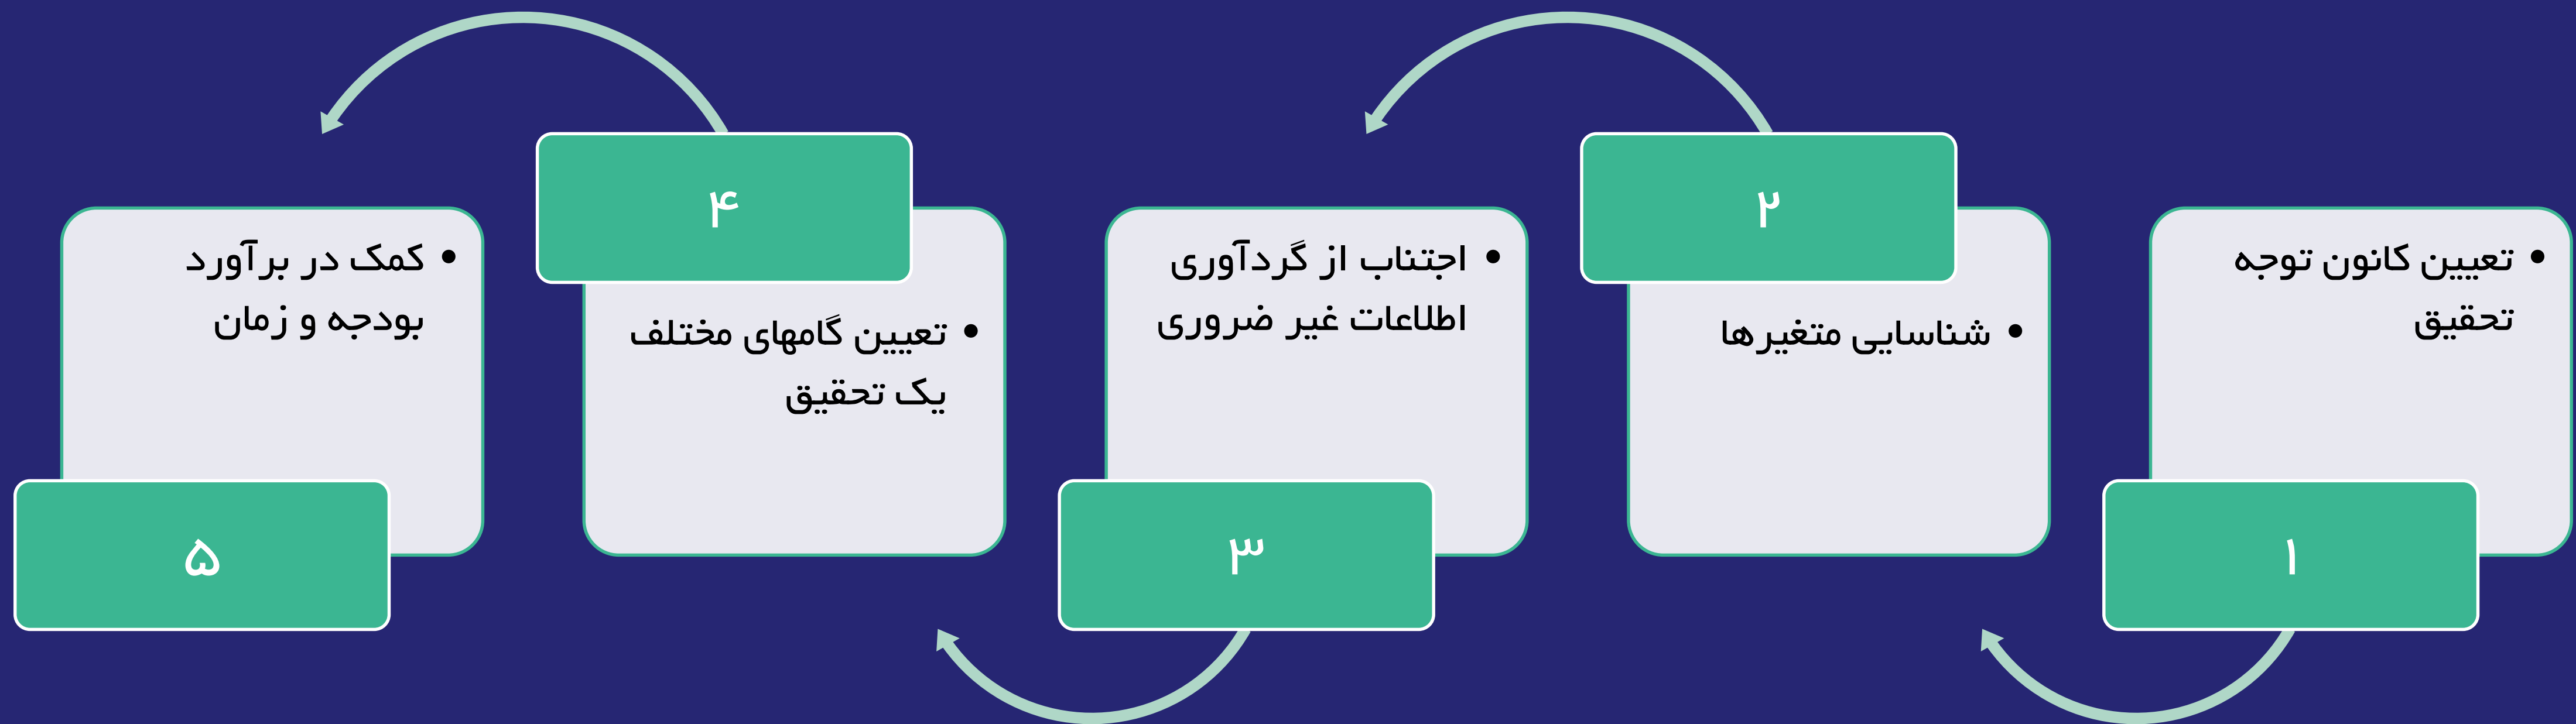 • تعیین کانون توجه
تحقیق
۱
۲
• شناسایی متغیرها
• اجتناب از گردآوری
اطلاعات غیر ضروری
۳
۴
• تعیین گامهای مختلف
یک تحقیق
• کمک در برآورد
بودجه و زمان
۵